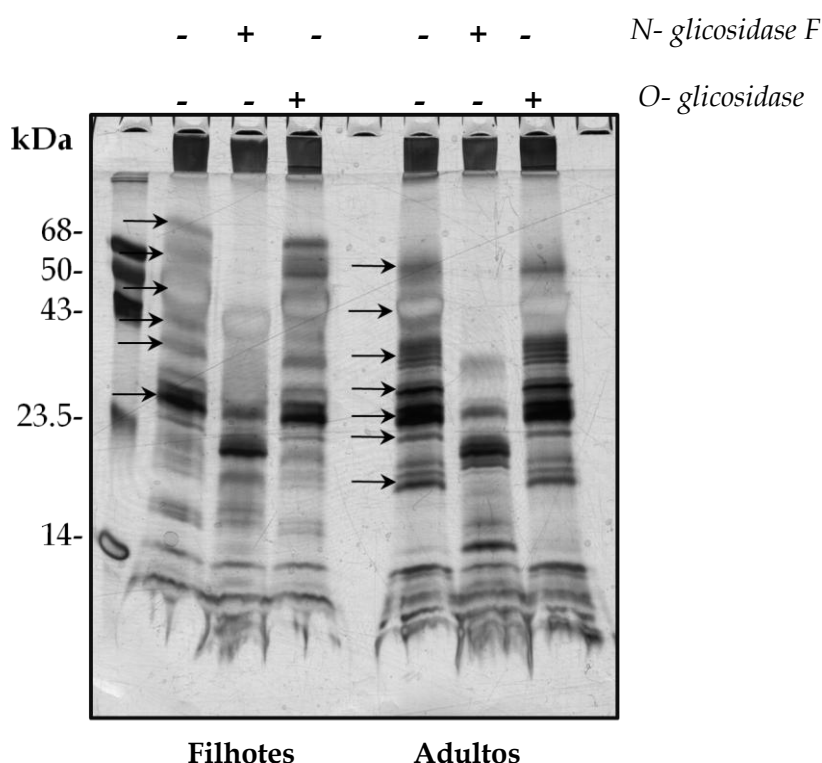 - + - - + - N- glicosidase F
- - + - - + O- glicosidase
kDa
68-
50-
43-
23.5-
14-
Filhotes Adultos